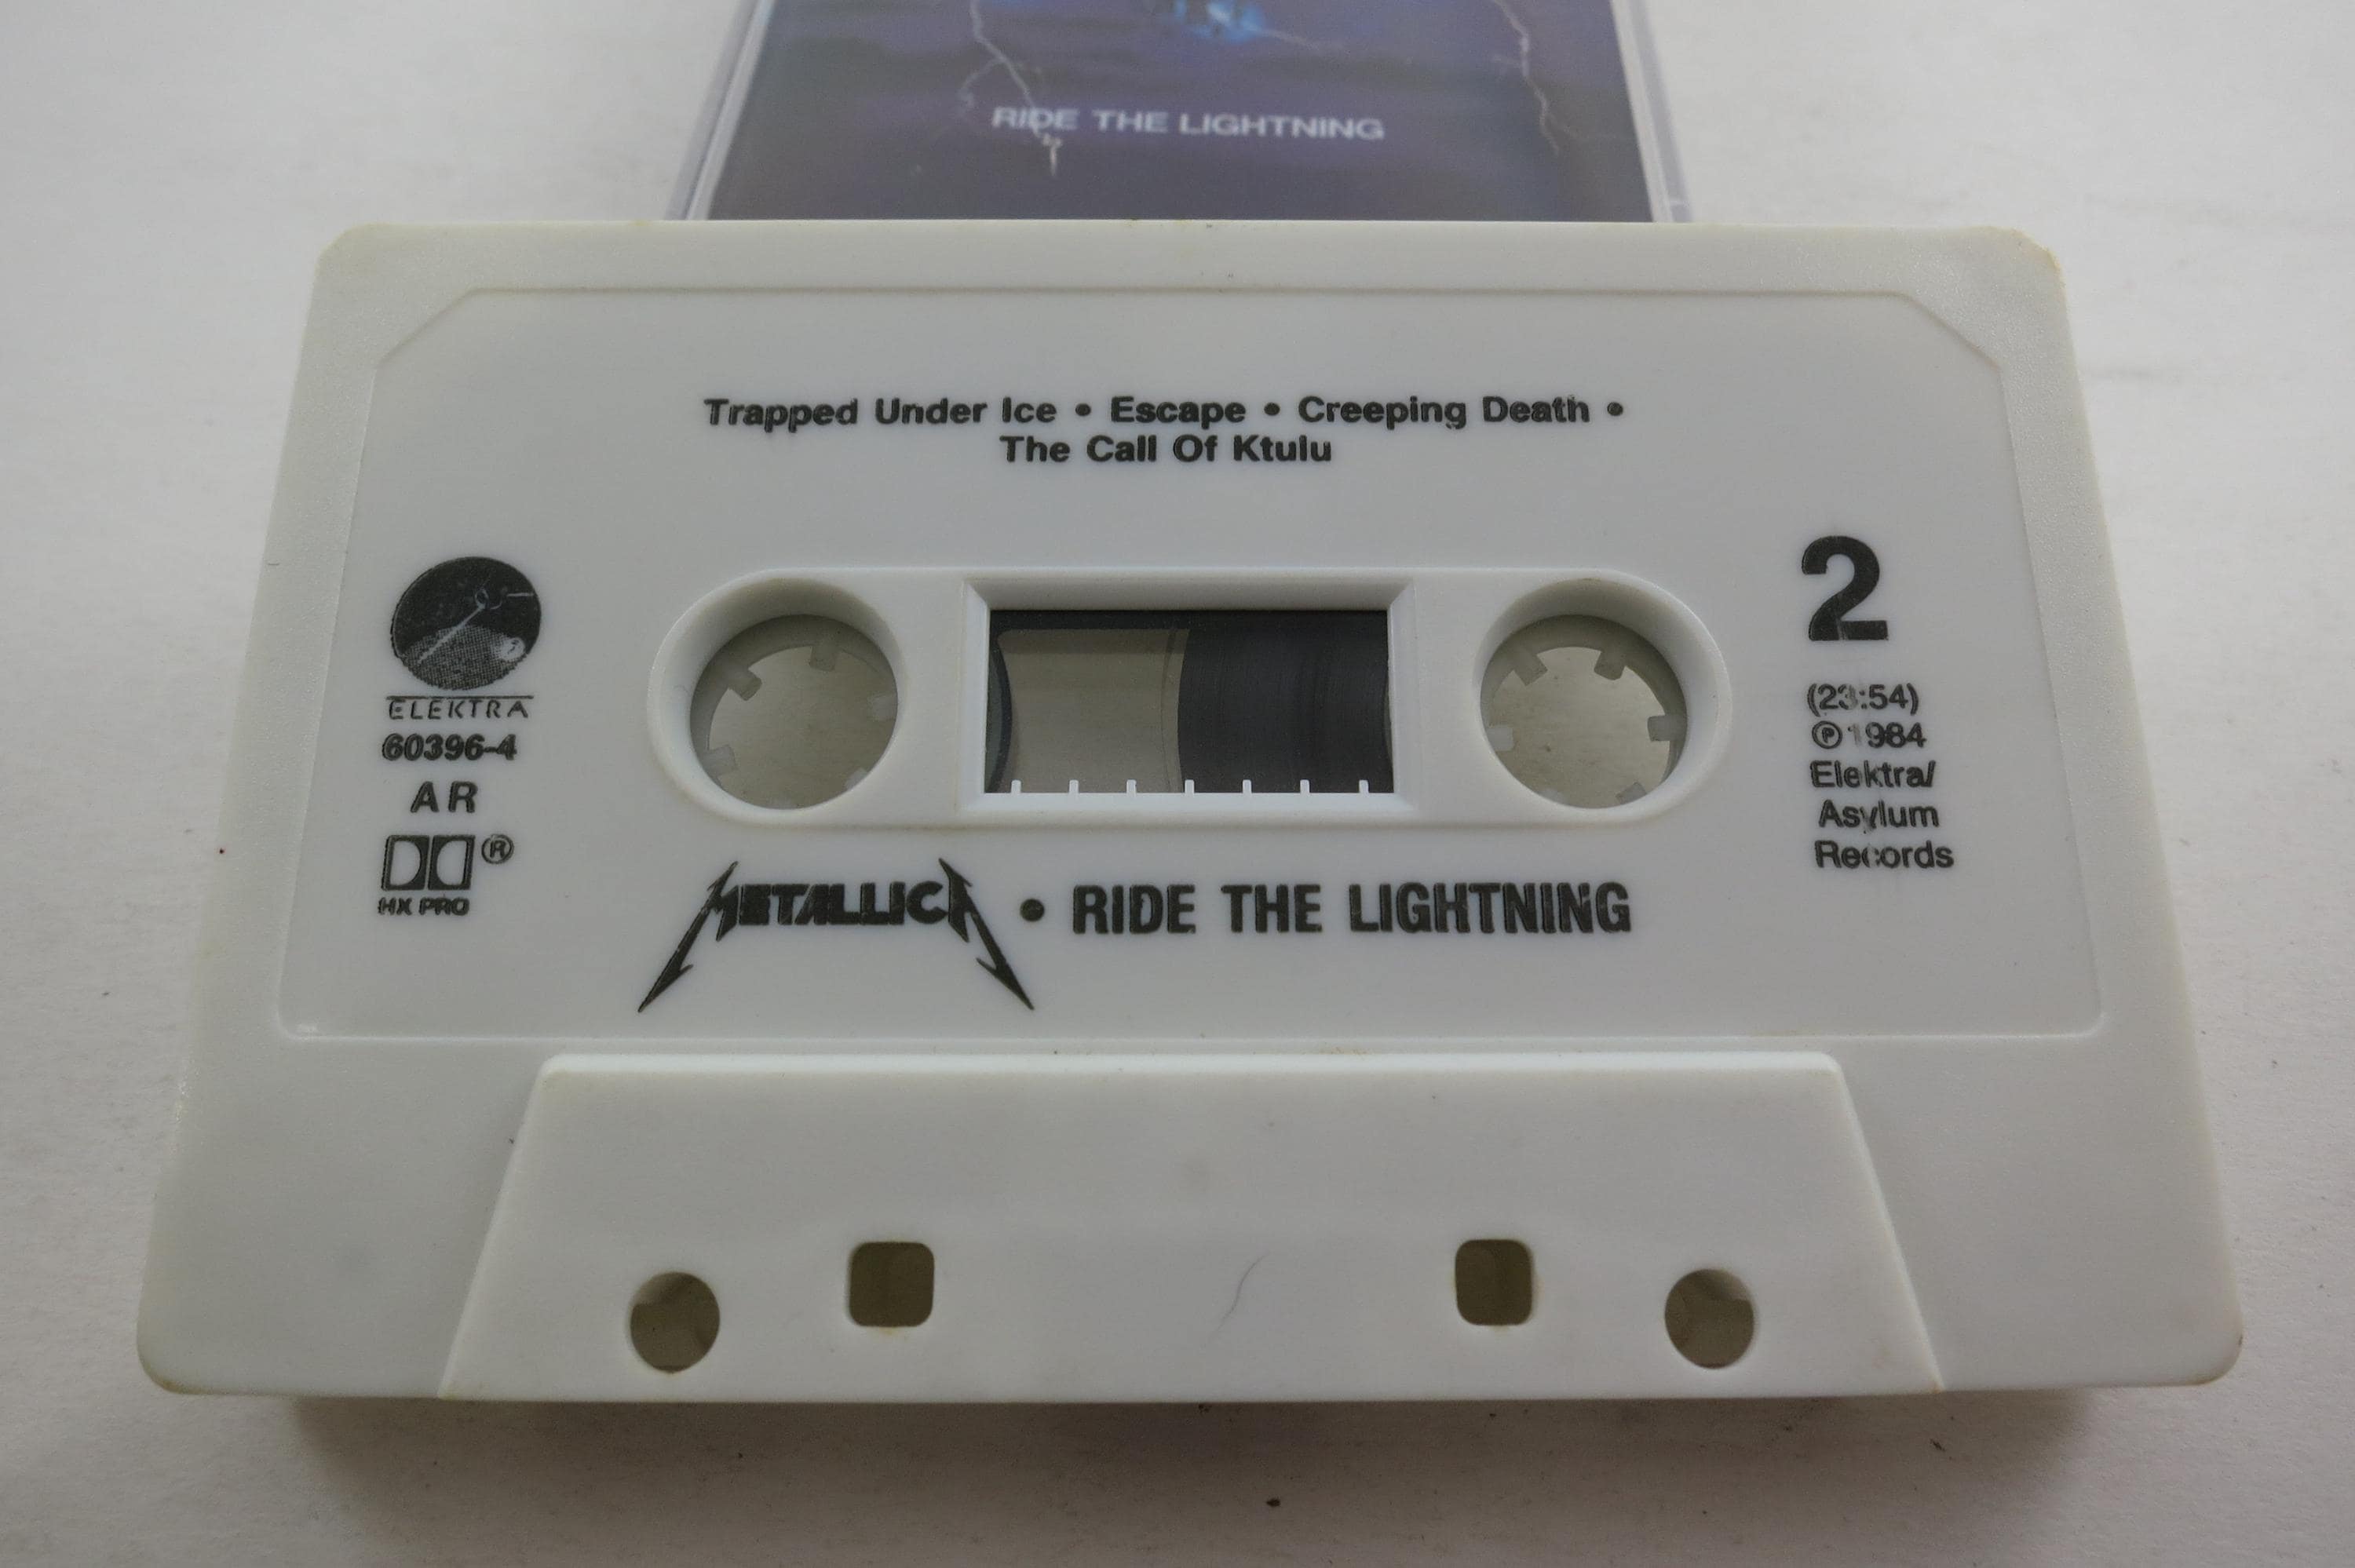 RIDE THE LIGHTNING
Trapped Under Ice • Escape • Creeping Death •
The Call Of Ktulu
ELEKTRA
60396-4
AR
®
HX PRO
2
(23:54)
℗ 1984
Elektra/
Asylum
Records
METALLICA • RIDE THE LIGHTNING